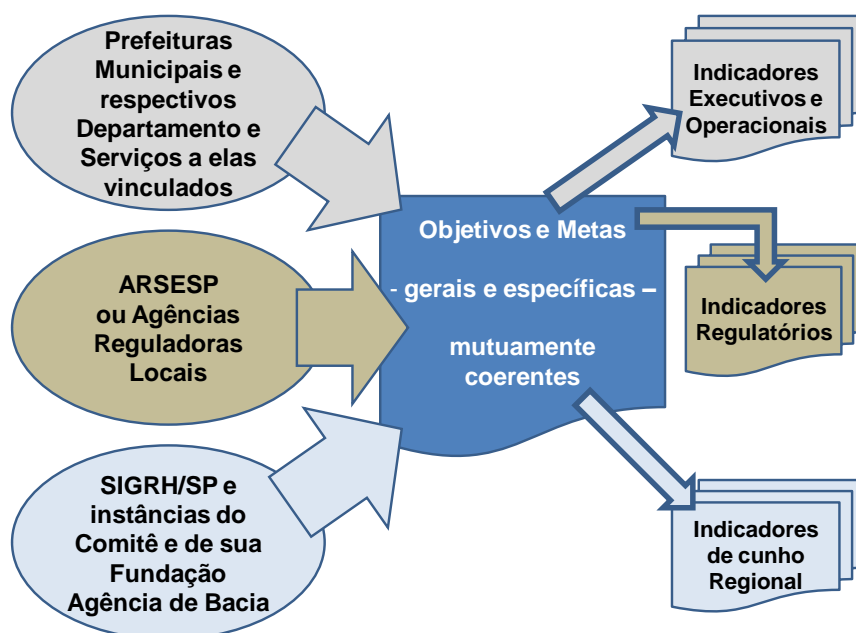 Prefeituras
Municipais e
respectivos
Departamento e
Serviços a elas
vinculados
ARSESP
ou Agências
Reguladoras
Locais
SIGRH/SP e
instâncias do
Comitê e de sua
Fundação
Agência de Bacia
Objetivos e Metas
- gerais e específicas –
mutuamente
coerentes
Indicadores
Executivos e
Operacionais
Indicadores
Regulatórios
Indicadores
de cunho
Regional